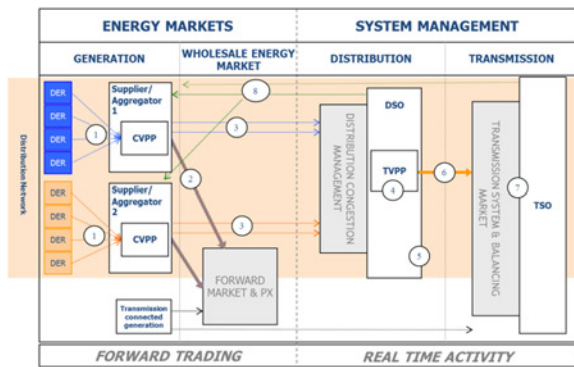 ENERGY MARKETS
SYSTEM MANAGEMENT
GENERATION
WHOLESALE ENERGY
MARKET
DISTRIBUTION
TRANSMISSION
Distribution Network
DER
DER
DER
DER
Supplier/
Aggregator
1
CVPP
1
2
8
3
DISTRIBUTION CONGESTION
MANAGEMENT
DSO
TVPP
4
5
6
TRANSMISSION SYSTEM & BALANCING
MARKET
7
TSO
DER
DER
DER
DER
Supplier/
Aggregator
2
CVPP
1
3
FORWARD
MARKET & PX
Transmission
connected
generation
FORWARD TRADING
REAL TIME ACTIVITY